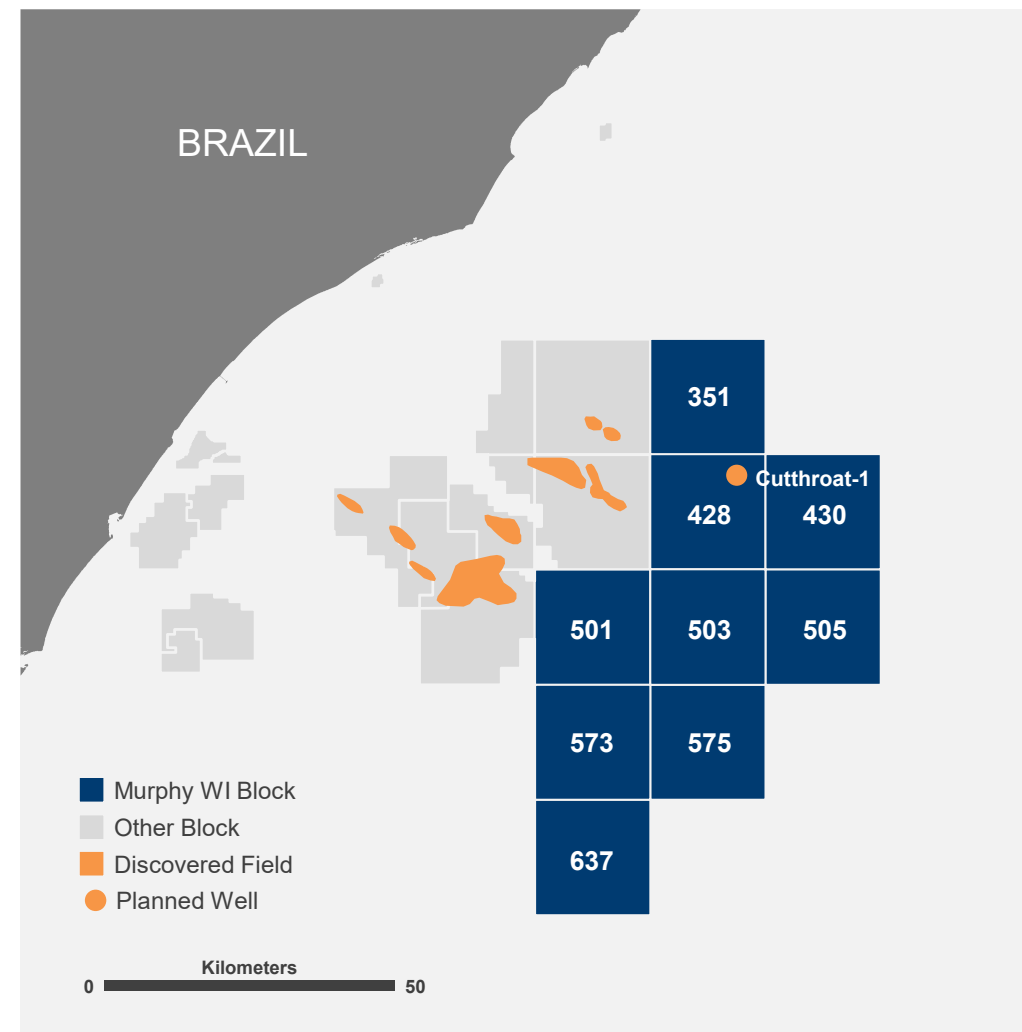 BRAZIL
351
Cutthroat-1
428
430
501
503
505
573
575
637
Murphy WI Block
Other Block
Discovered Field
Planned Well
Kilometers
0
50